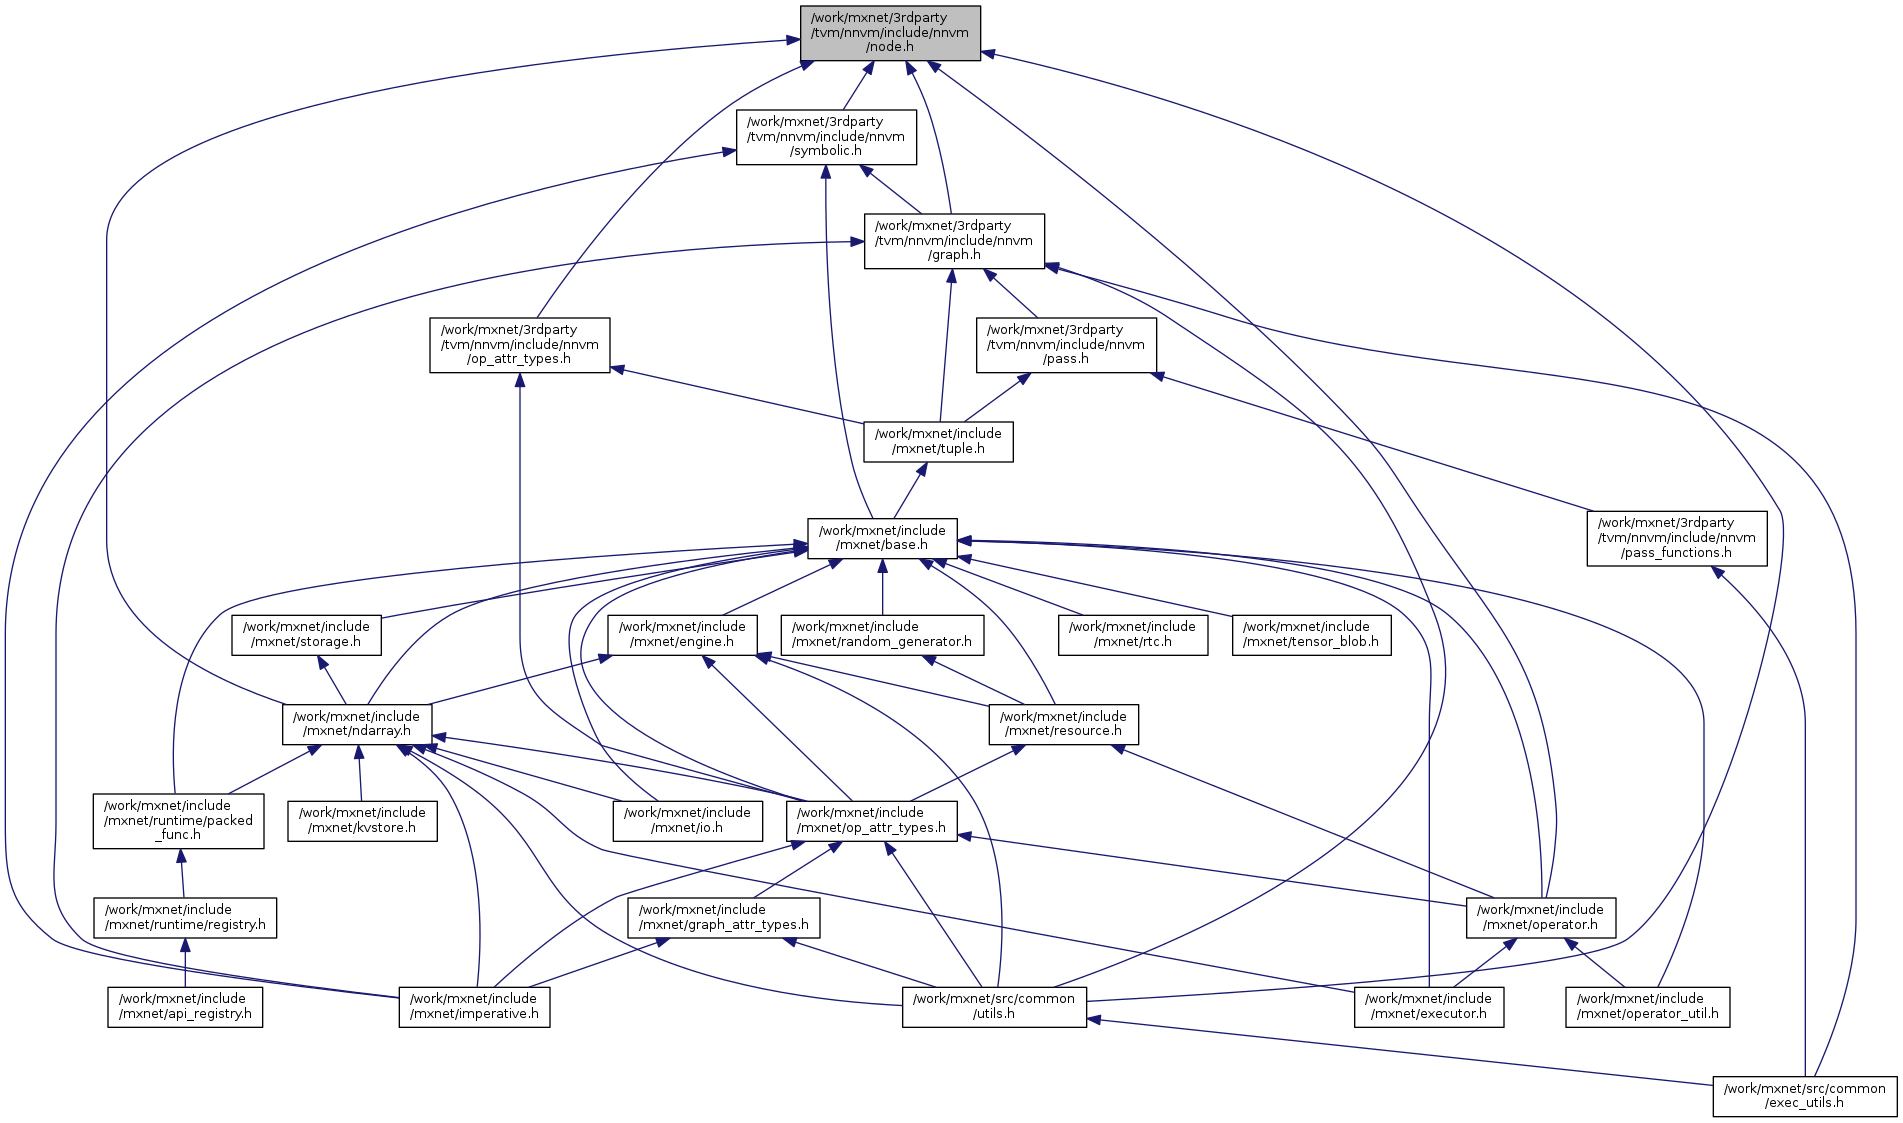 /work/mxnet/3rdparty
/tvm/nnvm/include/nnvm
/node.h
/work/mxnet/3rdparty
/tvm/nnvm/include/nnvm
/symbolic.h
/work/mxnet/3rdparty
/tvm/nnvm/include/nnvm
/graph.h
/work/mxnet/3rdparty
/tvm/nnvm/include/nnvm
/op_attr_types.h
/work/mxnet/3rdparty
/tvm/nnvm/include/nnvm
/pass.h
/work/mxnet/include
/mxnet/tuple.h
/work/mxnet/include
/mxnet/base.h
/work/mxnet/3rdparty
/tvm/nnvm/include/nnvm
/pass_functions.h
/work/mxnet/include
/mxnet/storage.h
/work/mxnet/include
/mxnet/engine.h
/work/mxnet/include
/mxnet/random_generator.h
/work/mxnet/include
/mxnet/rtc.h
/work/mxnet/include
/mxnet/tensor_blob.h
/work/mxnet/include
/mxnet/ndarray.h
/work/mxnet/include
/mxnet/resource.h
/work/mxnet/include
/mxnet/runtime/packed
_func.h
/work/mxnet/include
/mxnet/kvstore.h
/work/mxnet/include
/mxnet/io.h
/work/mxnet/include
/mxnet/op_attr_types.h
/work/mxnet/include
/mxnet/runtime/registry.h
/work/mxnet/include
/mxnet/graph_attr_types.h
/work/mxnet/include
/mxnet/operator.h
/work/mxnet/include
/mxnet/api_registry.h
/work/mxnet/include
/mxnet/imperative.h
/work/mxnet/src/common
/utils.h
/work/mxnet/include
/mxnet/executor.h
/work/mxnet/include
/mxnet/operator_util.h
/work/mxnet/src/common
/exec_utils.h